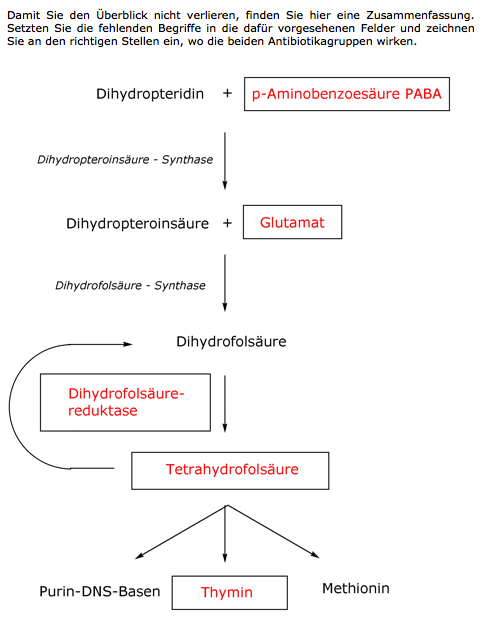 Damit Sie den Überblick nicht verlieren, finden Sie hier eine Zusammenfassung.
Setzten Sie die fehlenden Begriffe in die dafür vorgesehenen Felder und zeichnen
Sie an den richtigen Stellen ein, wo die beiden Antibiotikagruppen wirken.
Dihydropteridin + p-Aminobenzoesäure PABA
Dihydropteroinsäure - Synthase
Dihydropteroinsäure + Glutamat
Dihydrofolsäure - Synthase
Dihydrofolsäure
Dihydrofolsäure-
reduktase
Tetrahydrofolsäure
Purin-DNS-Basen Thymin Methionin